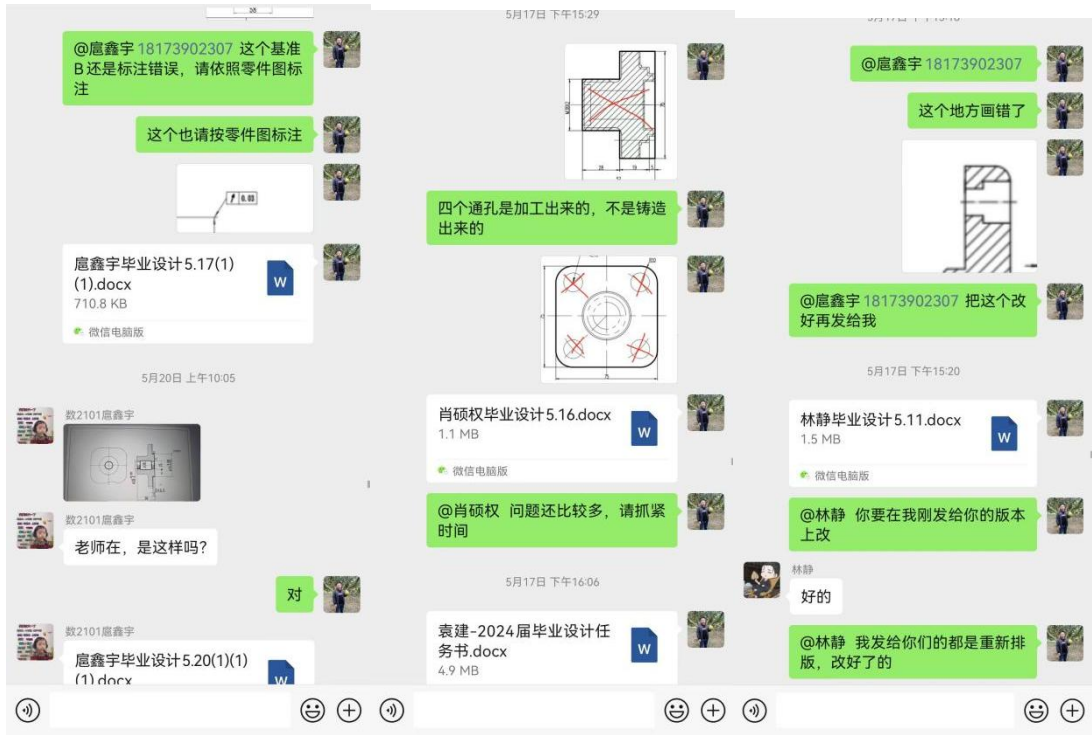 @扈鑫宇 18173902307 这个基准
B还是标注错误，请依照零件图标
注
这个也请按零件图标注
0.03
扈鑫宇毕业设计5.17(1)
(1).docx
710.8 KB
W
微信电脑版
5月20日 上午10:05
数2101扈鑫宇
数2101扈鑫宇
老师在，是这样吗？
对
数2101扈鑫宇
扈鑫宇毕业设计5.20(1)(1)
(1).docx
W
5月17日 下午15:29
四个通孔是加工出来的，不是铸造
出来的
肖硕权毕业设计5.16.docx
1.1 MB
W
微信电脑版
@肖硕权 问题还比较多，请抓紧
时间
5月17日 下午16:06
袁建-2024届毕业设计任
务书.docx
4.9 MB
W
@扈鑫宇 18173902307
这个地方画错了
@扈鑫宇 18173902307 把这个改
好再发给我
5月17日 下午15:20
林静毕业设计5.11.docx
1.5 MB
W
微信电脑版
@林静 你要在我刚发给你的版本
上改
林静
好的
@林静 我发给你们的都是重新排
版，改好了的